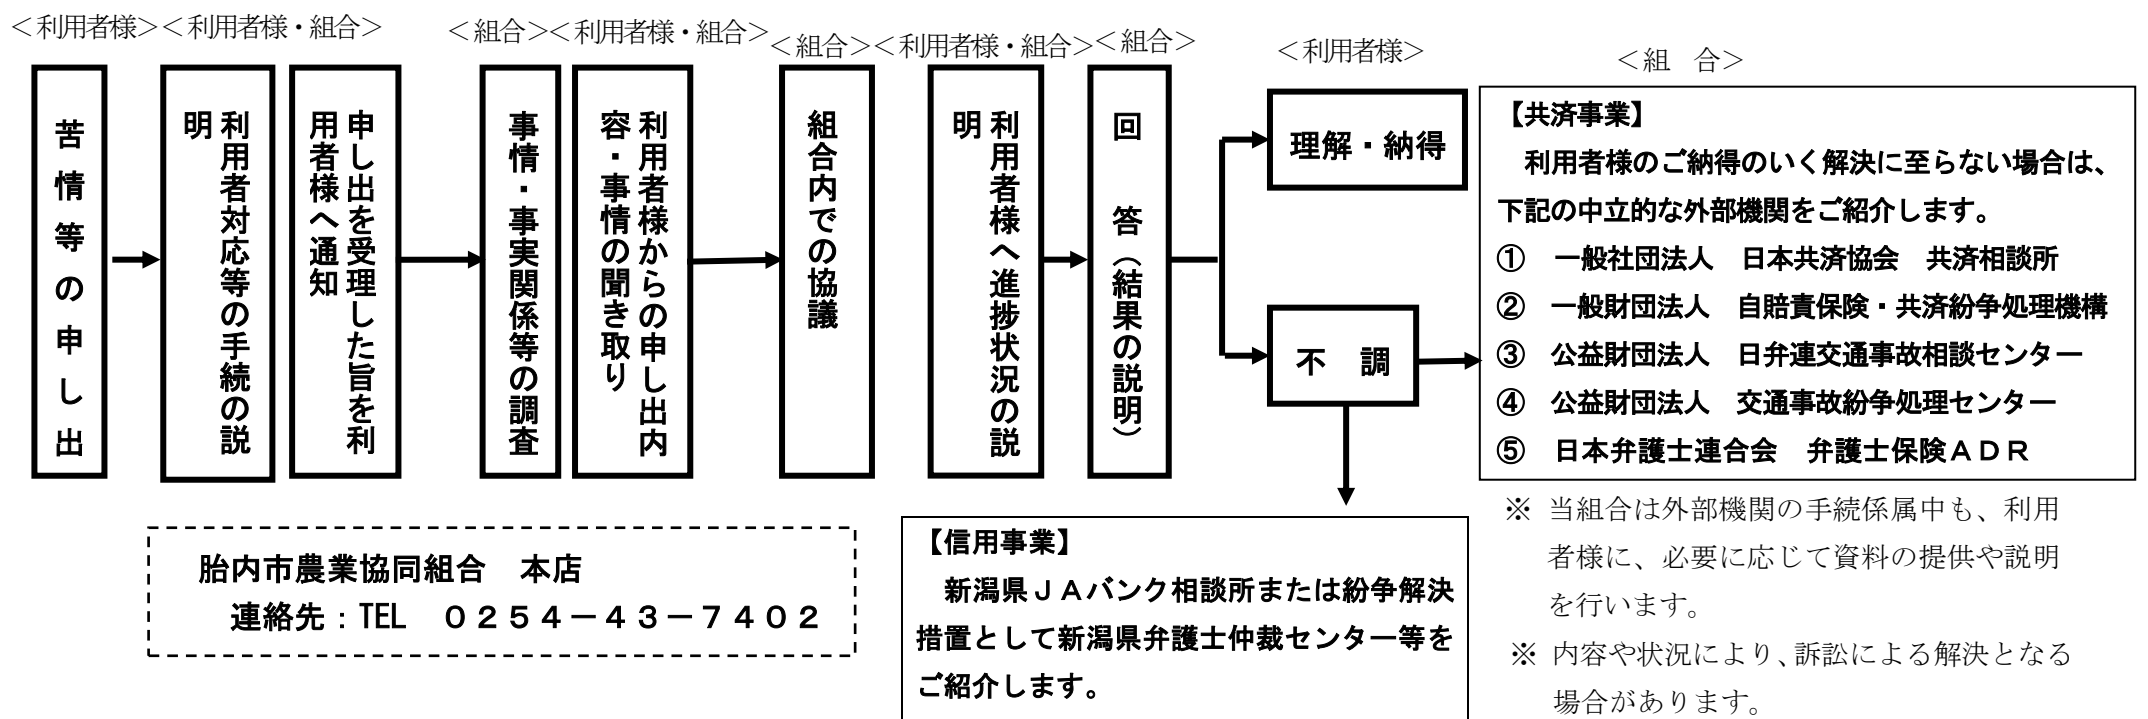 ＜利用者様＞＜利用者様・組合＞
＜組合＞＜利用者様・組合＞
＜組合＞＜利用者様・組合＞＜組合＞
＜利用者様＞
＜組　合＞
苦情等の申し出
利用者対応等の手続の説
明
申し出を受理した旨を利
用者様へ通知
事情・事実関係等の調査
利用者様からの申し出内
容・事情の聞き取り
組合内での協議
利用者様へ進捗状況の説
明
回　答（結果の説明）
理解・納得
不　調
【共済事業】
利用者様のご納得のいく解決に至らない場合は、
下記の中立的な外部機関をご紹介します。
①　一般社団法人　日本共済協会　共済相談所
②　一般財団法人　自賠責保険・共済紛争処理機構
③　公益財団法人　日弁連交通事故相談センター
④　公益財団法人　交通事故紛争処理センター
⑤　日本弁護士連合会　弁護士保険ＡＤＲ
※ 当組合は外部機関の手続係属中も、利用
者様に、必要に応じて資料の提供や説明
を行います。
※ 内容や状況により、訴訟による解決となる
場合があります。
胎内市農業協同組合　本店
連絡先：TEL　０２５４－４３－７４０２
【信用事業】
新潟県ＪＡバンク相談所または紛争解決
措置として新潟県弁護士仲裁センター等を
ご紹介します。